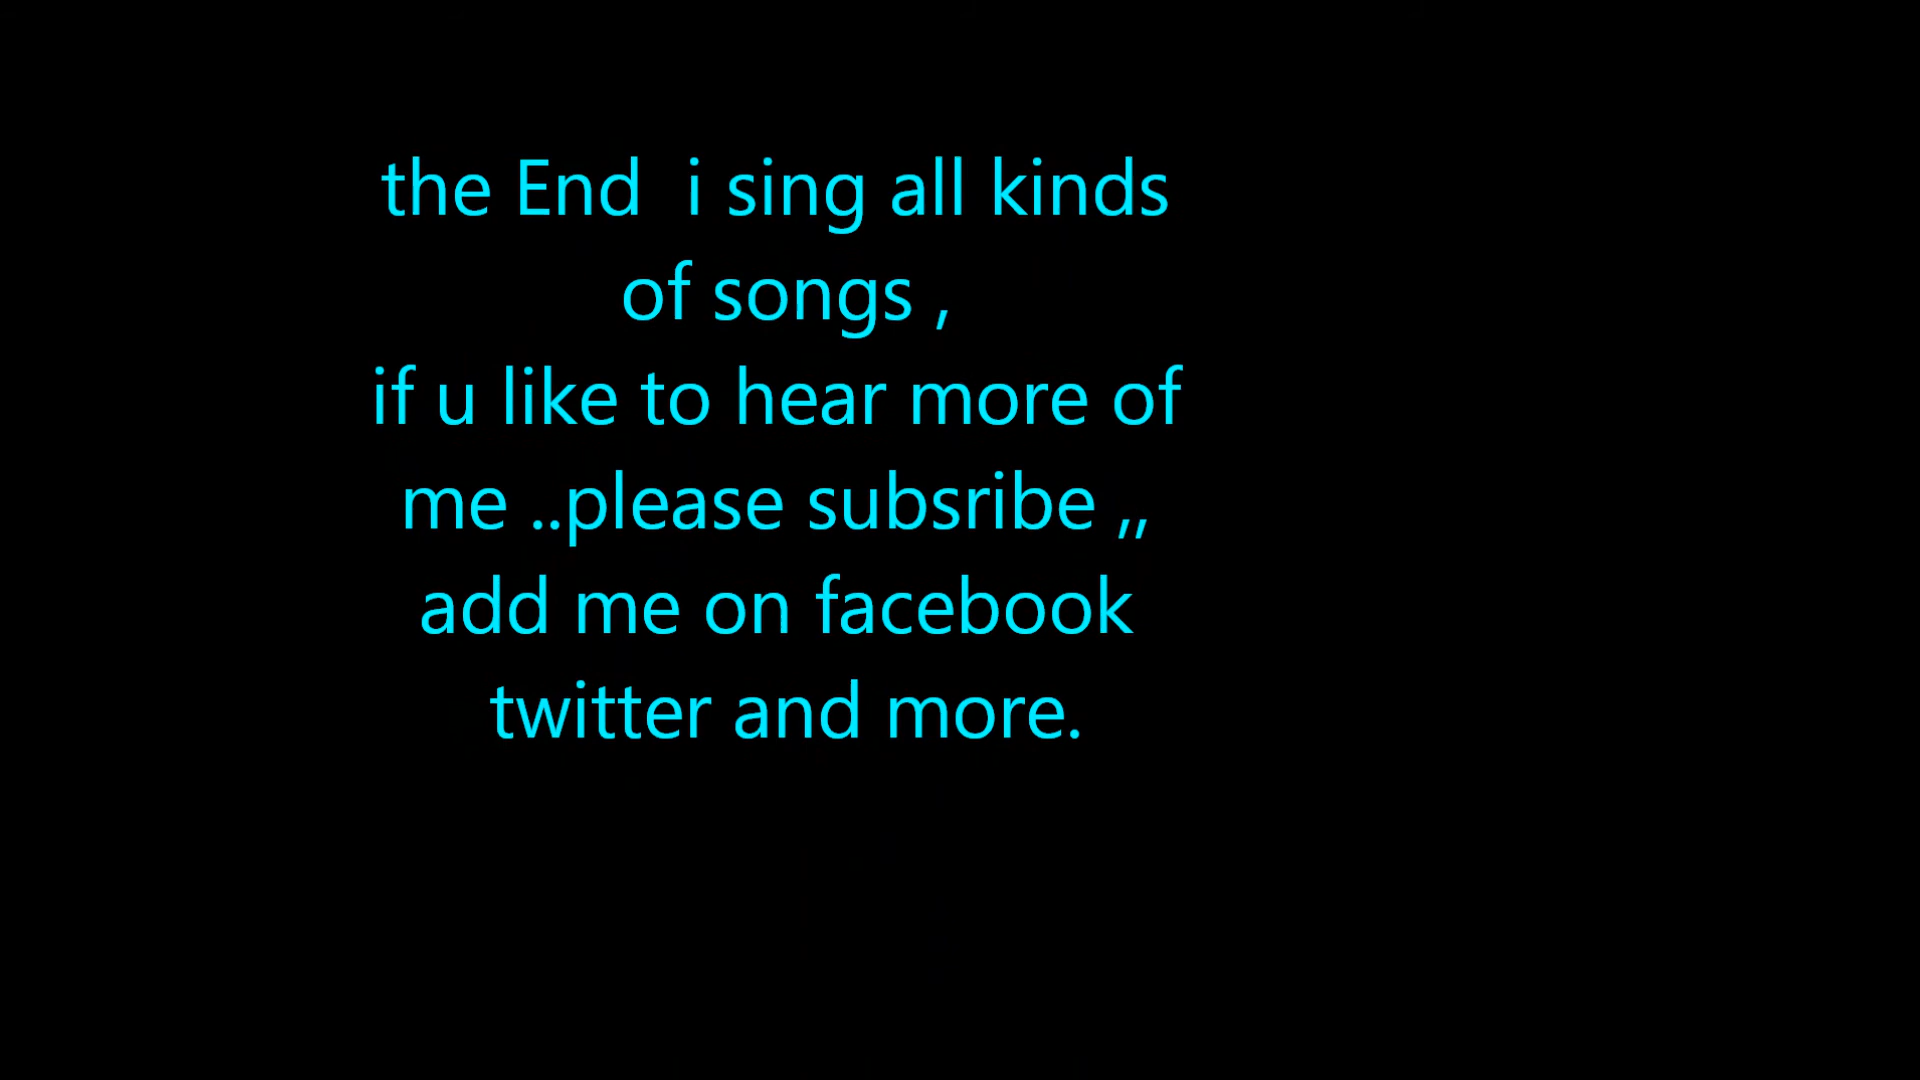 the End  i sing all kinds
of songs ,
if u like to hear more of
me ..please subsribe ,,
add me on facebook
twitter and more.